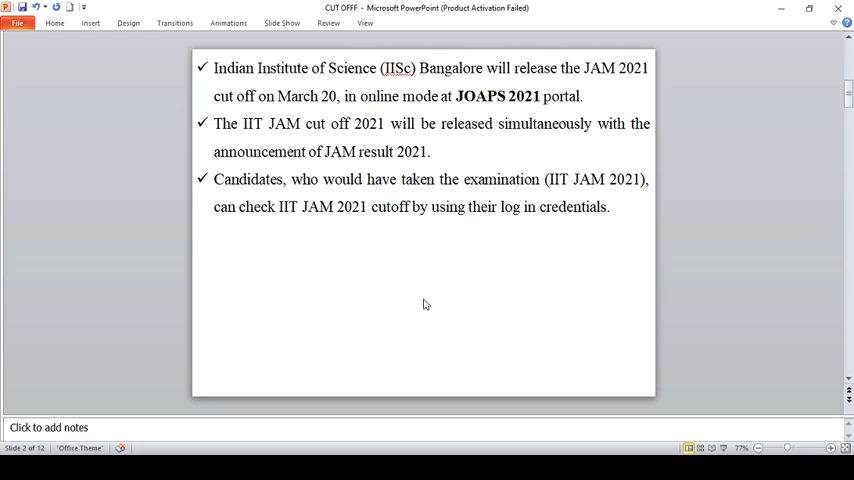 CUT OFFF - Microsoft PowerPoint (Product Activation Failed)
File Home Insert Design Transitions Animations Slide Show Review View
✓ Indian Institute of Science (IISc) Bangalore will release the JAM 2021
cut off on March 20, in online mode at JOAPS 2021 portal.
✓ The IIT JAM cut off 2021 will be released simultaneously with the
announcement of JAM result 2021.
✓ Candidates, who would have taken the examination (IIT JAM 2021),
can check IIT JAM 2021 cutoff by using their log in credentials.
Click to add notes
Slide 2 of 12 "Office Theme" 77%